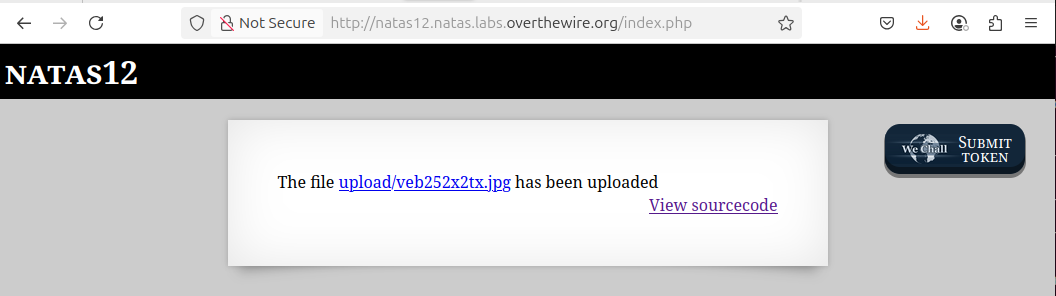 Not Secure http://natas12.natas.labs.overthewire.org/index.php
NATAS12
We Chall SUBMIT TOKEN
The file upload/veb252x2tx.jpg has been uploaded
View sourcecode